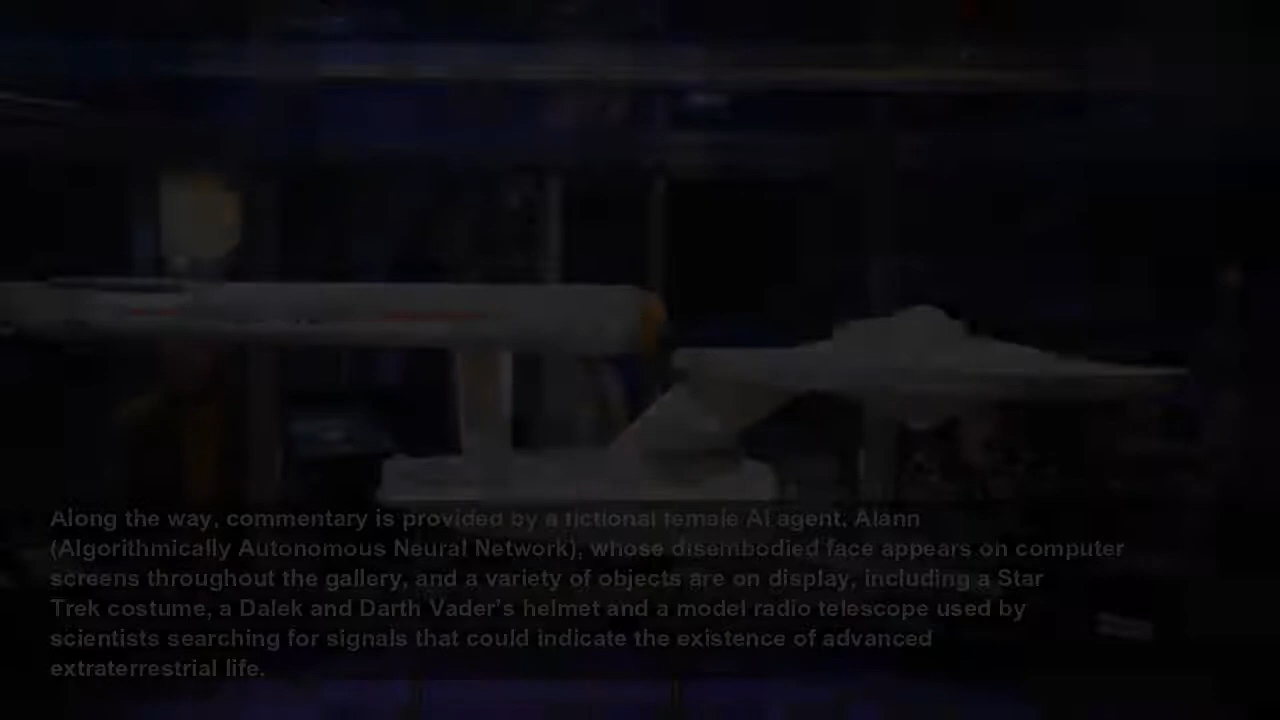 Along the way, commentary is provided by a fictional female AI agent, Alann
(Algorithmically Autonomous Neural Network), whose disembodied face appears on computer
screens throughout the gallery, and a variety of objects are on display, including a Star
Trek costume, a Dalek and Darth Vader's helmet and a model radio telescope used by
scientists searching for signals that could indicate the existence of advanced
extraterrestrial life.